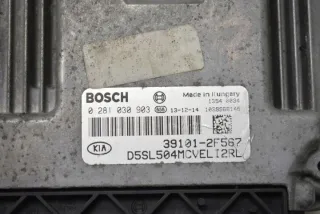 BOSCH Made in Hungary
0 281 030 903 13-12-14
39101-2F567
KIA D5SL504MCVELI2RL